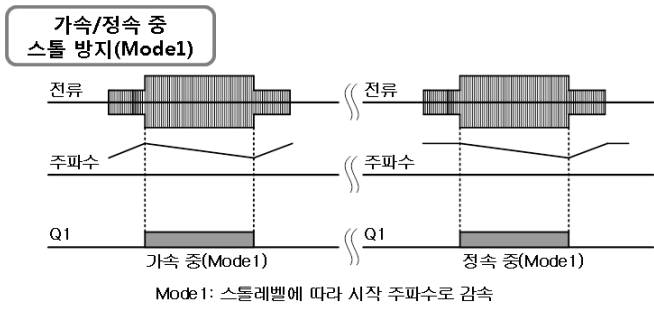 가속/정속 중
스톨 방지(Mode1)
전류
전류
주파수
주파수
Q1
Q1
가속 중(Mode1)
정속 중(Mode1)
Mode1: 스톨레벨에 따라 시작 주파수로 감속